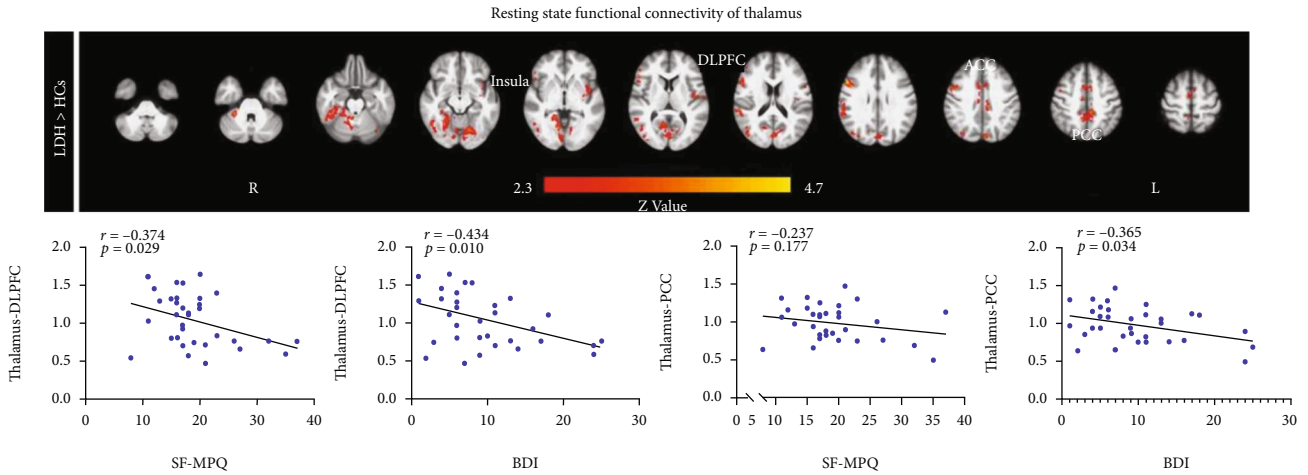 Resting state functional connectivity of thalamus
LDH > HCs
Insula
DLPFC
ACC
PCC
R
2.3
4.7
L
Z Value
r = –0.374
p = 0.029
2.0
1.5
1.0
0.5
0.0
Thalamus-DLPFC
0
10
20
30
40
SF-MPQ
r = –0.434
p = 0.010
2.0
1.5
1.0
0.5
0.0
Thalamus-DLPFC
0
10
20
30
BDI
r = –0.237
p = 0.177
2.0
1.5
1.0
0.5
0.0
Thalamus-PCC
0
5
10
15
20
25
30
35
40
SF-MPQ
r = –0.365
p = 0.034
2.0
1.5
1.0
0.5
0.0
Thalamus-PCC
0
10
20
30
BDI